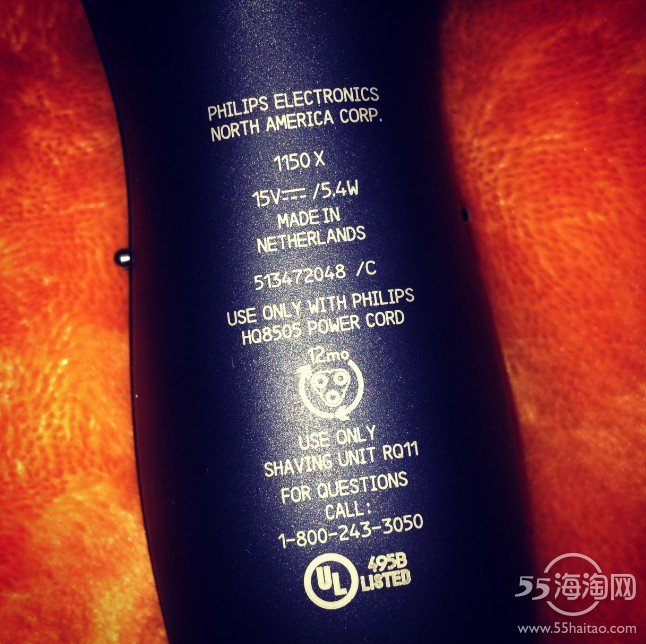 PHILIPS ELECTRONICS
NORTH AMERICA CORP.
1150 X
15V⎓ /5.4W
MADE IN
NETHERLANDS
513472048 /C
USE ONLY WITH PHILIPS
HQ8505 POWER CORD
12mo
USE ONLY
SHAVING UNIT RQ11
FOR QUESTIONS
CALL:
1-800-243-3050
UL
495B
LISTED
55海淘网
www.55haitao.com